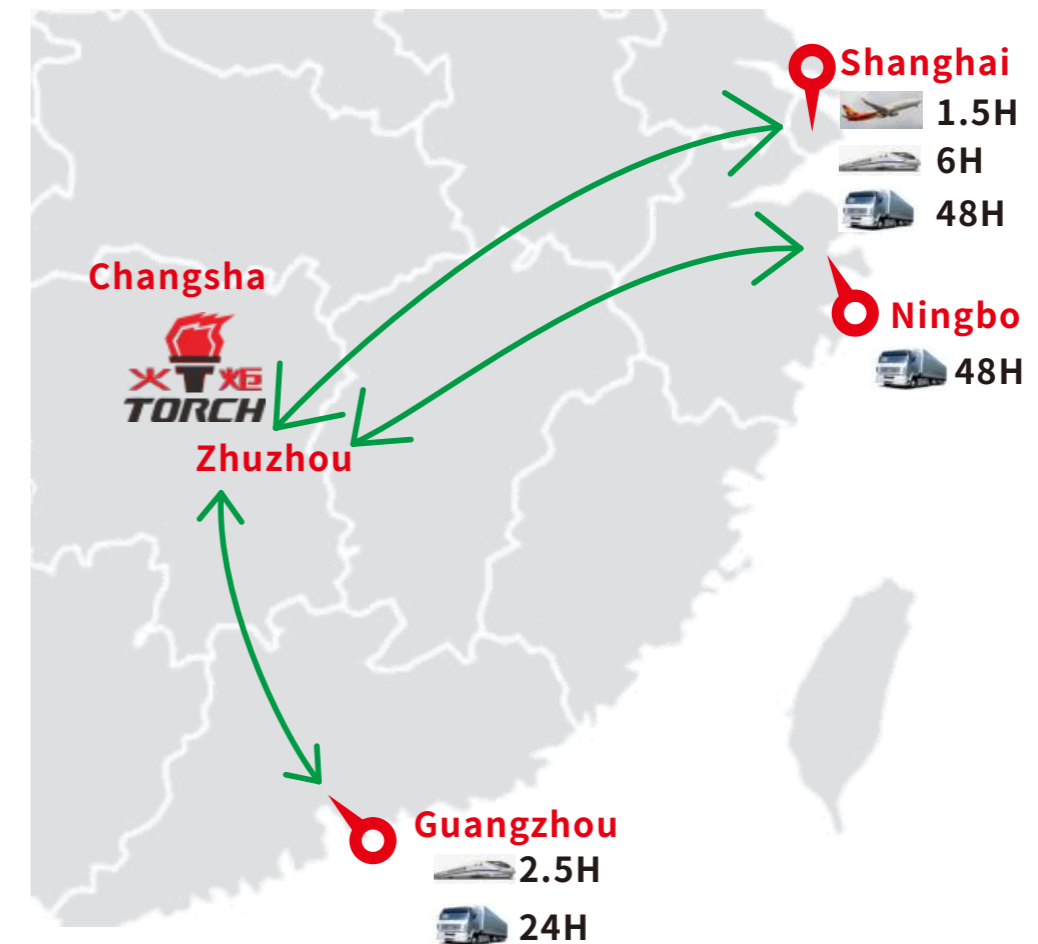 Shanghai
1.5H
6H
48H
Changsha
火炬
TORCH
Zhuzhou
Ningbo
48H
Guangzhou
2.5H
24H